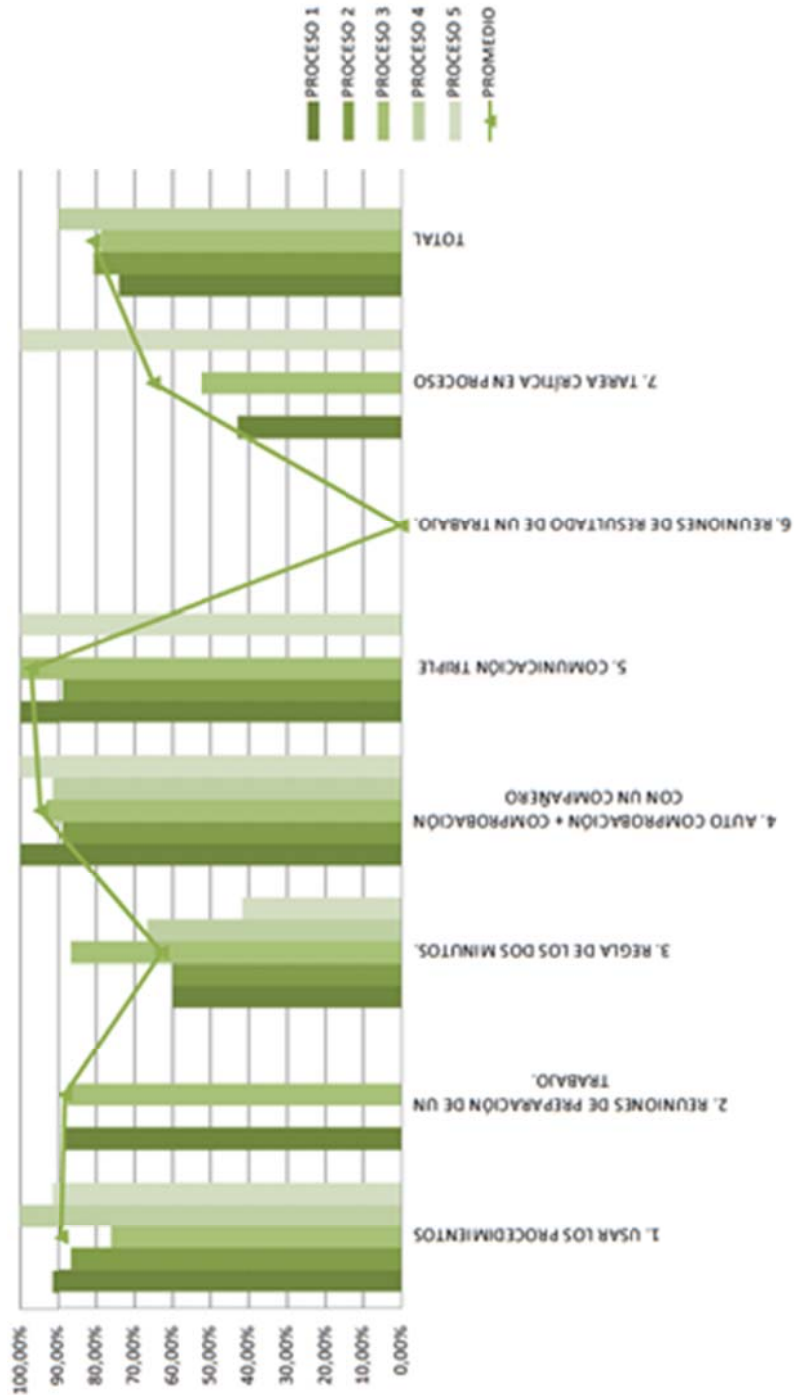 100,00%
90,00%
80,00%
70,00%
60,00%
50,00%
40,00%
30,00%
20,00%
10,00%
0,00%
1. USAR LOS PROCEDIMIENTOS
2. REUNIONES DE PREPARACIÓN DE UN
TRABAJO.
3. REGLA DE LOS DOS MINUTOS.
4. AUTO COMPROBACIÓN + COMPROBACIÓN
CON UN COMPAÑERO
5. COMUNICACIÓN TRIPLE
6. REUNIONES DE RESULTADO DE UN TRABAJO.
7. TAREA CRÍTICA EN PROCESO
TOTAL
PROCESO 1
PROCESO 2
PROCESO 3
PROCESO 4
PROCESO 5
PROMEDIO